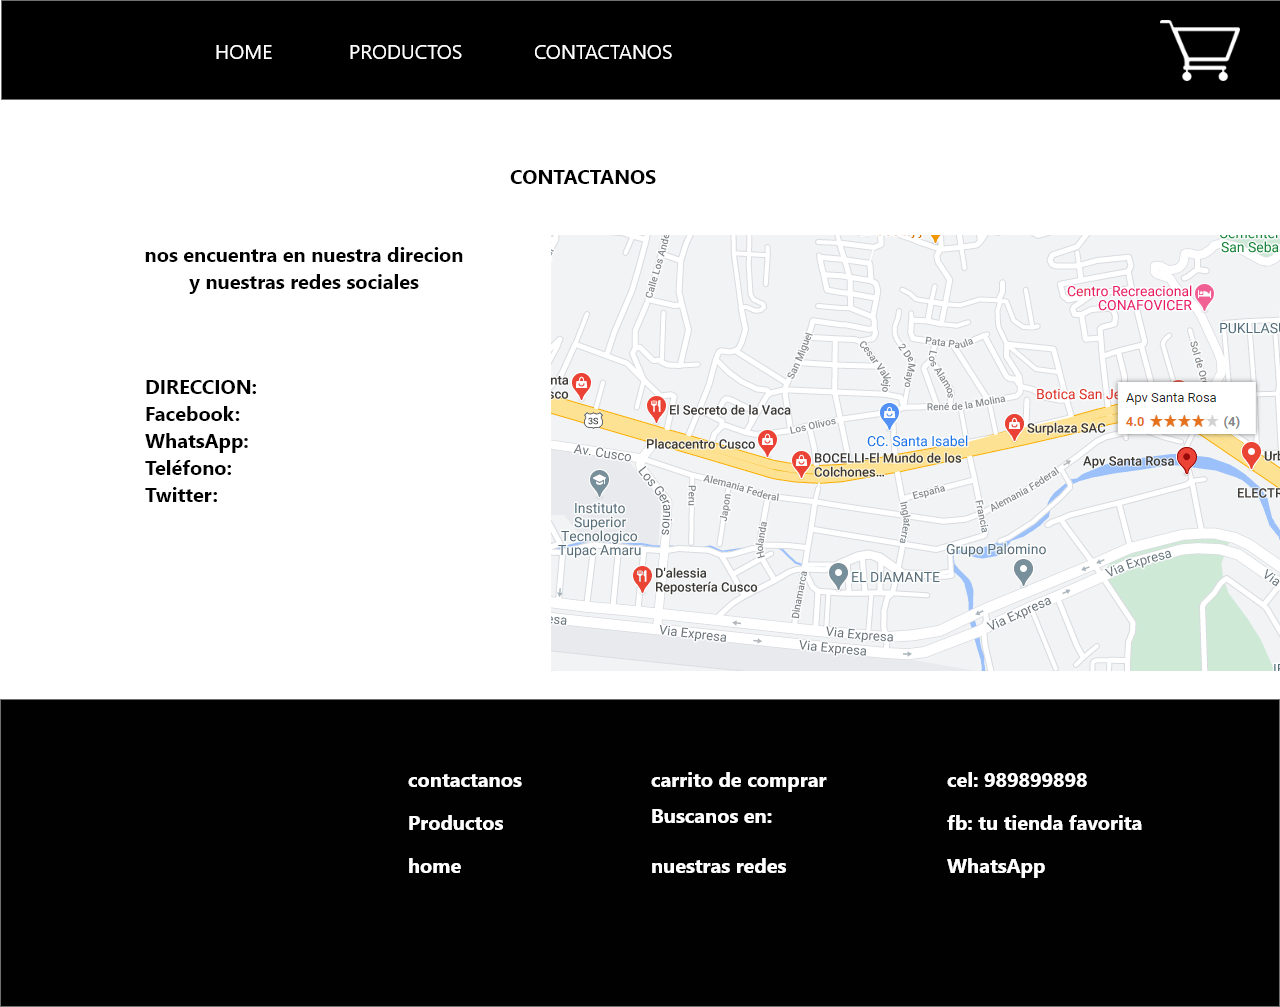 HOME PRODUCTOS CONTACTANOS
CONTACTANOS
nos encuentra en nuestra direcion
y nuestras redes sociales
DIRECCION:
Facebook:
WhatsApp:
Teléfono:
Twitter:
San Seba
Calle Los Ande
Centro Recreacional
CONAFOVICER
PUKLLASU
San Miguel
Cesar Vallejo
2 De Mayo
Pata Paula
Los Alamos
Sol de Oro
nta
sco
El Secreto de la Vaca
3S
Los Olivos
René de la Molina
Botica San Je
Apv Santa Rosa
4.0 (4)
CC. Santa Isabel
Surplaza SAC
Placacentro Cusco
BOCELLI-El Mundo de los
Colchones...
Av. Cusco
Los Geranios
Apv Santa Rosa
Urb
ELECTR
Alemania Federal
Alemania Federal
Peru
Japon
Holanda
España
Inglaterra
Francia
Instituto
Superior
Tecnologico
Tupac Amaru
Grupo Palomino
Via Expresa
D'alessia
Repostería Cusco
EL DIAMANTE
Dinamarca
Via Expresa
esa
Via Expresa
Via Expresa
Via Expresa
contactanos carrito de comprar cel: 989899898
Buscanos en:
Productos fb: tu tienda favorita
home nuestras redes WhatsApp